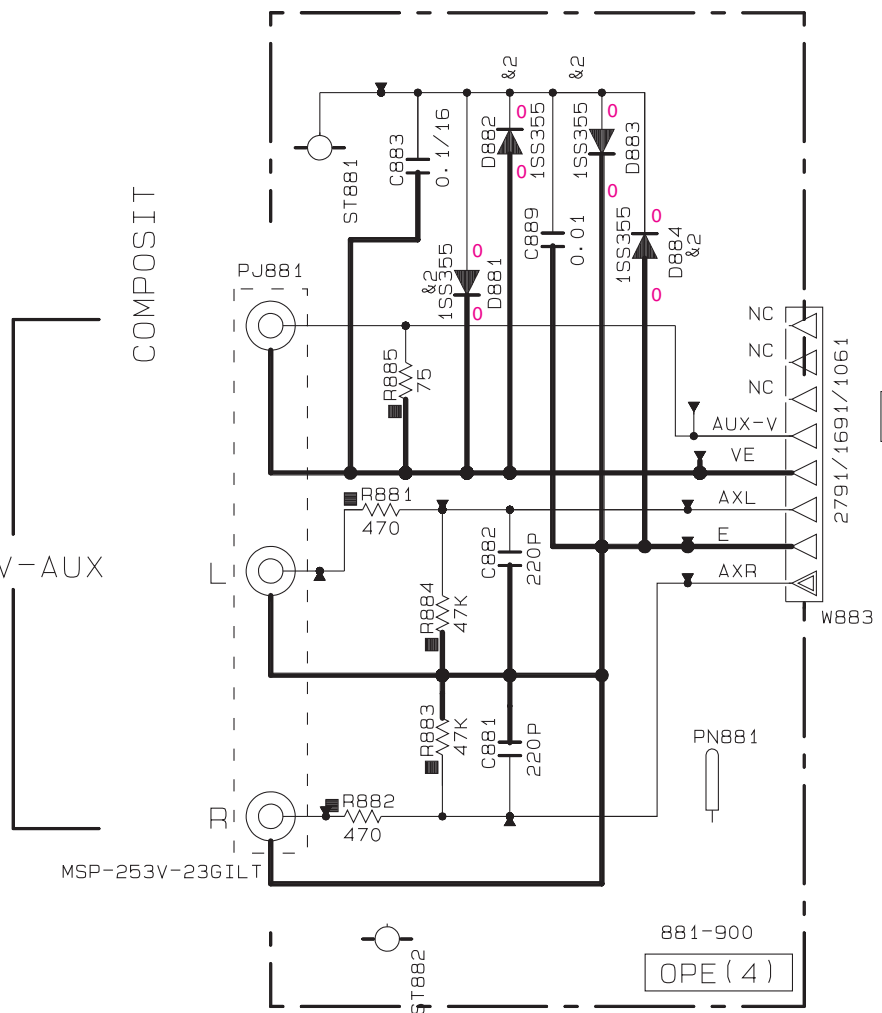 &2
&2
0
0
C883
0.1/16
D882
1SS355
1SS355
D883
0
0
ST881
COMPOSIT
C889
0.01
1SS355
0
D884
&2
PJ881
0
&2
1SS355
D881
0
0
NC
NC
NC
R885
75
AUX-V
VE
2791/1691/1061
R881
470
AXL
E
AXR
V-AUX
L
C882
220P
R884
47K
W883
R883
47K
C881
220P
PN881
R882
470
R
MSP-253V-23GILT
881-900
OPE(4)
ST882